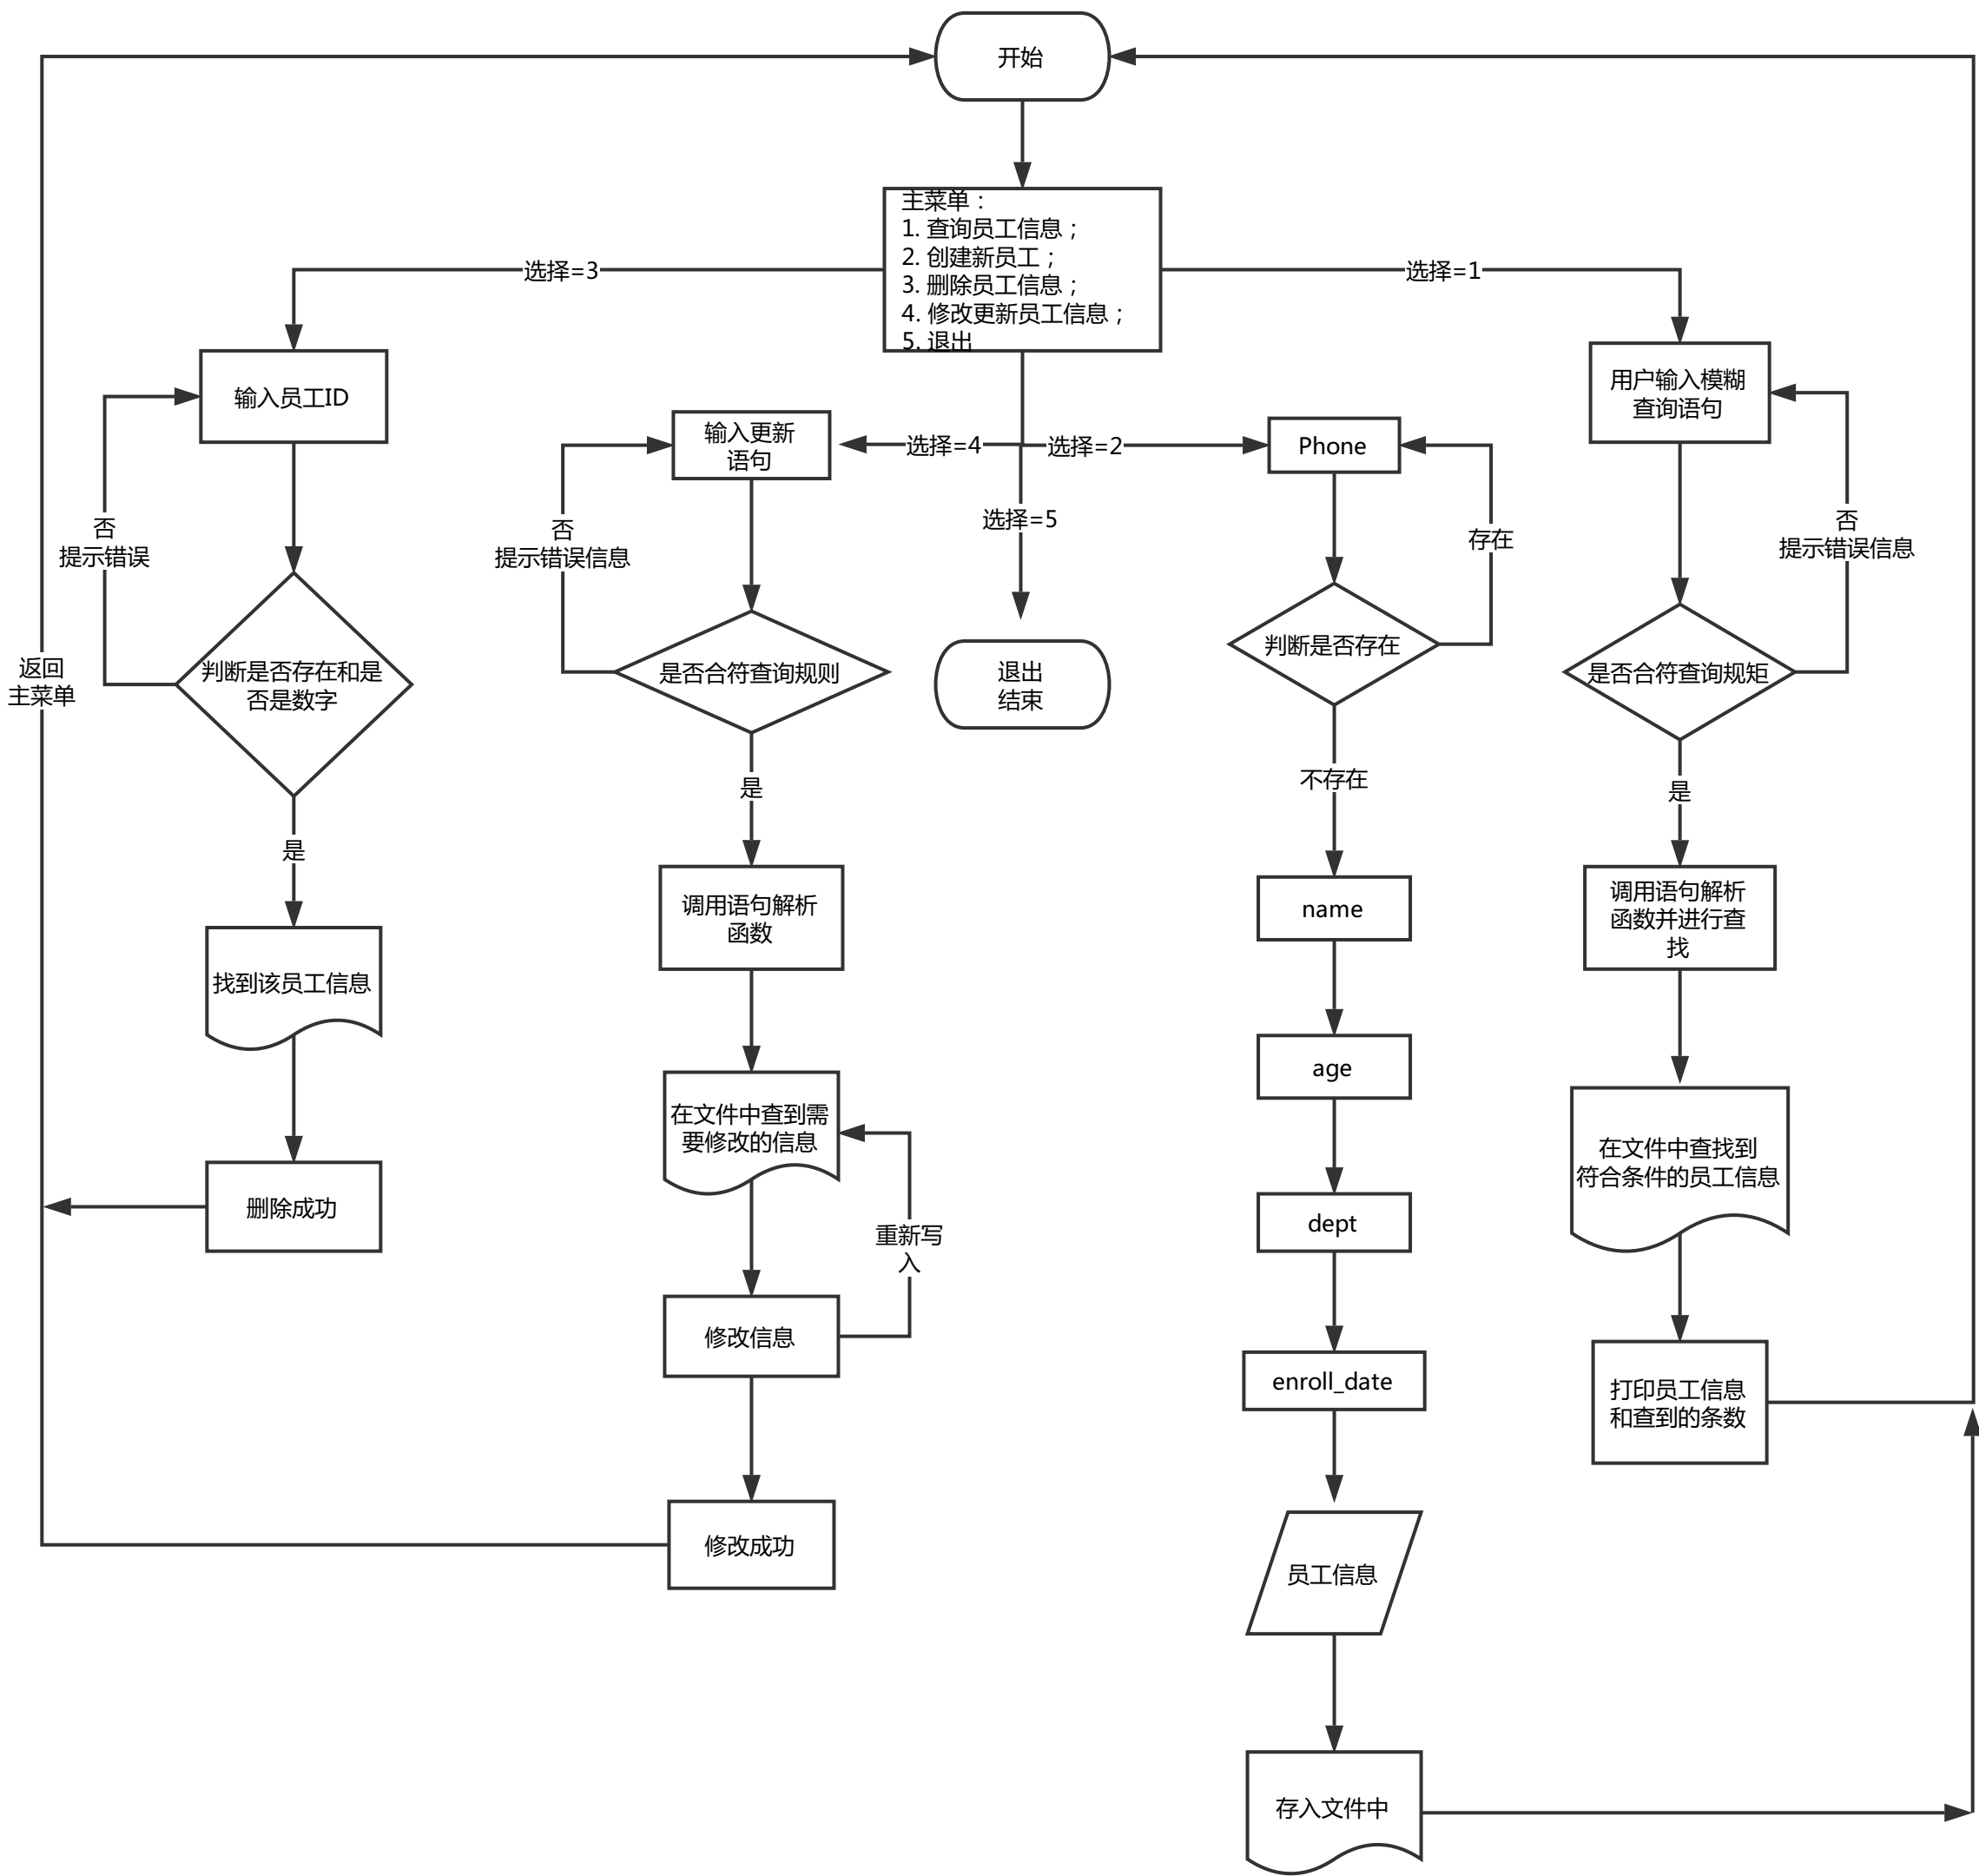 开始
主菜单：
1. 查询员工信息；
2. 创建新员工；
3. 删除员工信息；
4. 修改更新员工信息；
5. 退出
选择=3
选择=1
输入员工ID
用户输入模糊
查询语句
输入更新
语句
选择=4
选择=2
Phone
选择=5
否
提示错误
否
提示错误信息
存在
否
提示错误信息
返回
主菜单
判断是否存在和是
否是数字
是否合符查询规则
退出
结束
判断是否存在
是否合符查询规矩
是
是
不存在
是
找到该员工信息
调用语句解析
函数
name
调用语句解析
函数并进行查
找
在文件中查到需
要修改的信息
age
在文件中查找到
符合条件的员工信息
删除成功
重新写
入
dept
修改信息
enroll_date
打印员工信息
和查到的条数
修改成功
员工信息
存入文件中